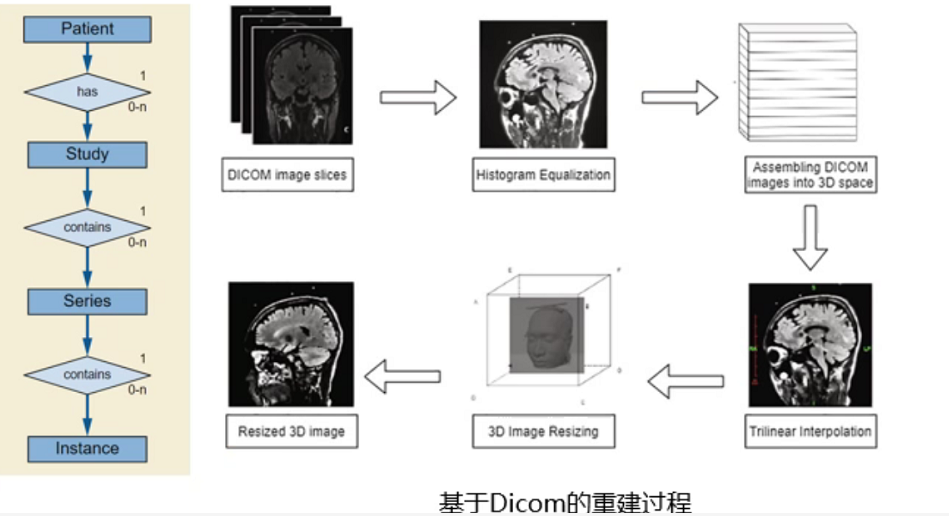 Patient
has
1
0-n
Study
contains
1
0-n
Series
contains
1
0-n
Instance
DICOM image slices
Histogram Equalization
Assembling DICOM
images into 3D space
Trilinear Interpolation
3D Image Resizing
Resized 3D image
基于Dicom的重建过程